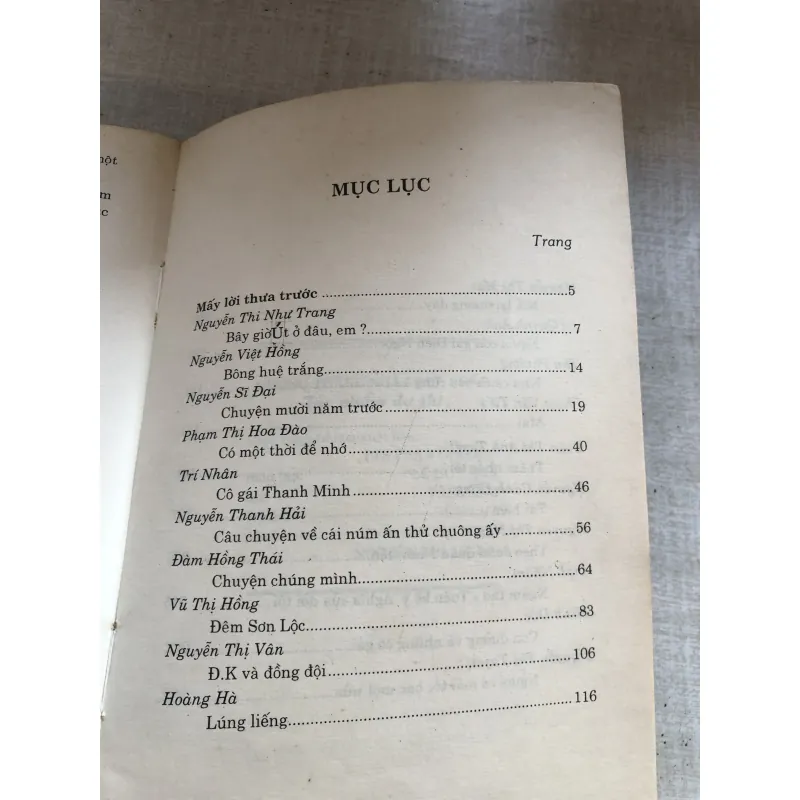 một
m
c
MỤC LỤC
Trang
Mấy lời thưa trước 5
Nguyễn Thi Như Trang
Bây giờ Út ở đâu, em ? 7
Nguyễn Việt Hồng
Bông huệ trắng 14
Nguyễn Sĩ Đại
Chuyện mười năm trước 19
Phạm Thị Hoa Đào
Có một thời để nhớ 40
Trí Nhân
Cô gái Thanh Minh 46
Nguyễn Thanh Hải
Câu chuyện về cái núm ấn thử chuông ấy 56
Đàm Hồng Thái
Chuyện chúng mình 64
Vũ Thị Hồng
Đêm Sơn Lộc 83
Nguyễn Thị Vân
Đ.K và đồng đội 106
Hoàng Hà
Lúng liếng 116